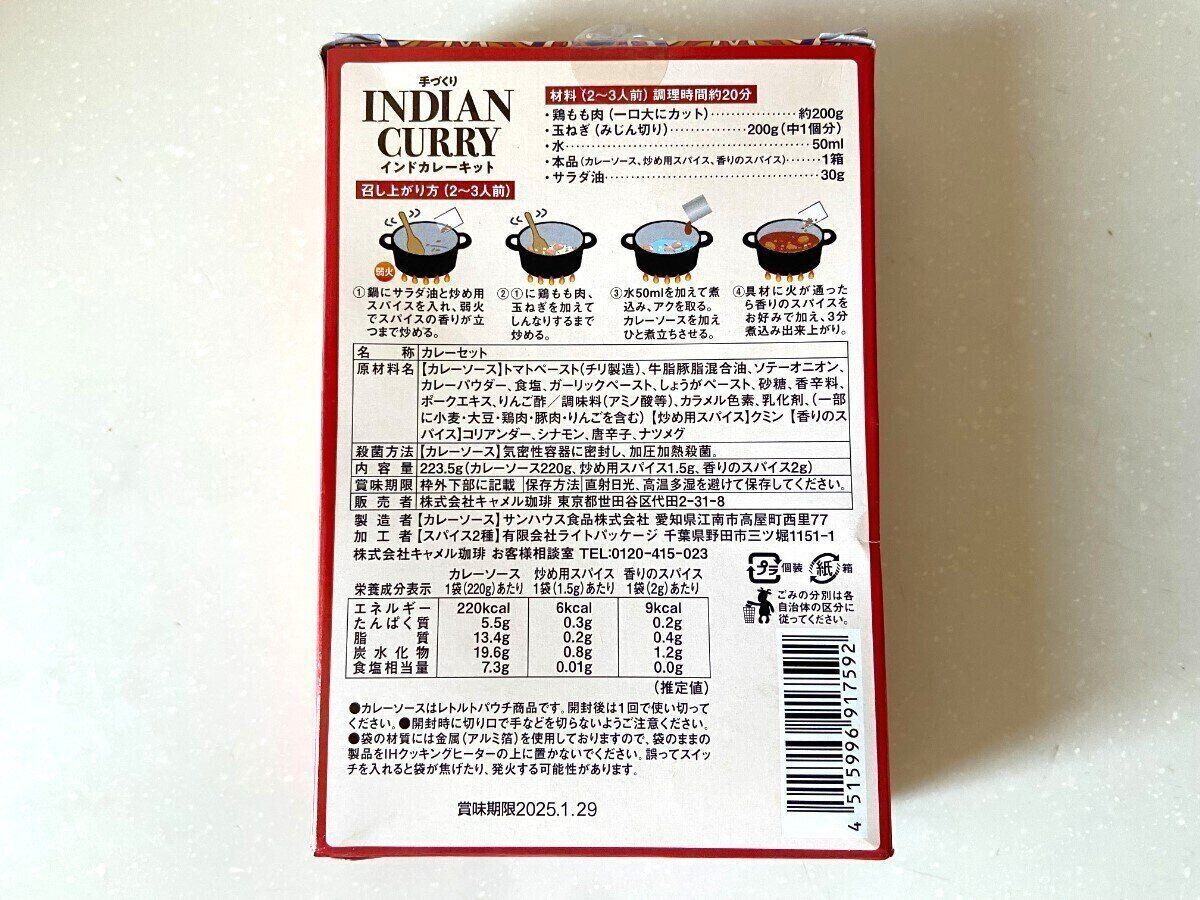 手づくり
INDIAN
CURRY
インドカレーキット
材料（2〜3人前）調理時間約20分
・鶏もも肉（一口大にカット）……………約200g
・玉ねぎ（みじん切り）…………200g（中1個分）
・水……………………………………50ml
・本品（カレーソース、炒め用スパイス、香りのスパイス）……1箱
・サラダ油………………………………30g
召し上がり方（2〜3人前）
弱火
①鍋にサラダ油と炒め用
スパイスを入れ、弱火
でスパイスの香りが立
つまで炒める。
②①に鶏もも肉、
玉ねぎを加えて
しんなりするまで
炒める。
③水50mlを加えて煮
込み、アクを取る。
カレーソースを加え
ひと煮立ちさせる。
④具材に火が通った
ら香りのスパイスを
お好みで加え、3分
煮込み出来上がり。
名称 カレーセット
原材料名 【カレーソース】トマトペースト（チリ製造）、牛脂豚脂混合油、ソテーオニオン、
カレーパウダー、食塩、ガーリックペースト、しょうがペースト、砂糖、香辛料、
ポークエキス、りんご酢／調味料（アミノ酸等）、カラメル色素、乳化剤、（一部
に小麦・大豆・鶏肉・豚肉・りんごを含む）【炒め用スパイス】クミン【香りのス
パイス】コリアンダー、シナモン、唐辛子、ナツメグ
殺菌方法 【カレーソース】気密性容器に密封し、加圧加熱殺菌。
内容量 223.5g（カレーソース220g、炒め用スパイス1.5g、香りのスパイス2g）
賞味期限 枠外下部に記載 保存方法 直射日光、高温多湿を避けて保存してください。
販売者 株式会社キャメル珈琲 東京都世田谷区代田2-31-8
製造者 【カレーソース】サンハウス食品株式会社 愛知県江南市高屋町西里77
加工者 【スパイス2種】有限会社ライトパッケージ 千葉県野田市三ツ堀1151-1
株式会社キャメル珈琲 お客様相談室 TEL:0120-415-023
プラ 個装 紙 箱
ごみの分別は各
自治体の区分に
従ってください。
栄養成分表示 カレーソース 1袋（220g）あたり 炒め用スパイス 1袋（1.5g）あたり 香りのスパイス 1袋（2g）あたり
エネルギー 220kcal 6kcal 9kcal
たんぱく質 5.5g 0.3g 0.2g
脂質 13.4g 0.2g 0.4g
炭水化物 19.6g 0.8g 1.2g
食塩相当量 7.3g 0.01g 0.0g
（推定値）
●カレーソースはレトルトパウチ商品です。開封後は1回で使い切って
ください。●開封時に切り口で手などを切らないようご注意ください。
●袋の材質には金属（アルミ箔）を使用しておりますので、袋のままの
製品をIHクッキングヒーターの上に置かないでください。誤ってスイッ
チを入れると袋が焦げたり、発火する可能性があります。
賞味期限2025.1.29
4 515996 917592